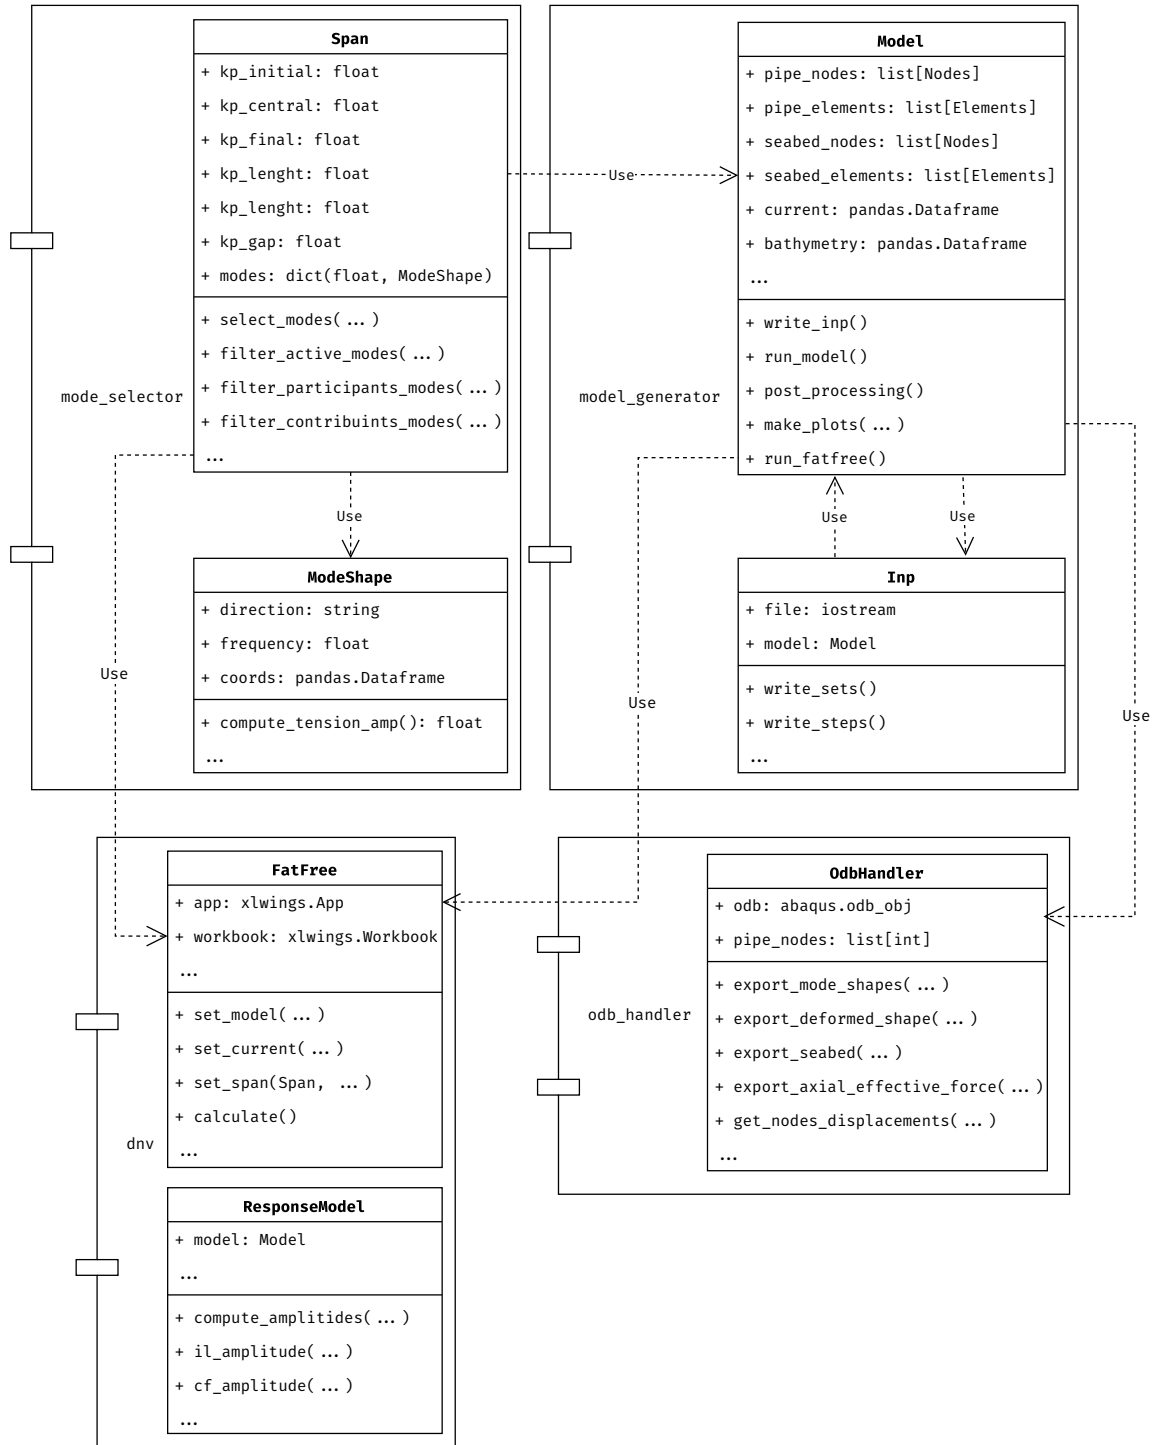 Span
+ kp_initial: float
+ kp_central: float
+ kp_final: float
+ kp_lenght: float
+ kp_lenght: float
+ kp_gap: float
+ modes: dict(float, ModeShape)
+ select_modes(...)
+ filter_active_modes(...)
+ filter_participants_modes(...)
+ filter_contribuints_modes(...)
...
mode_selector
Use
ModeShape
+ direction: string
+ frequency: float
+ coords: pandas.Dataframe
+ compute_tension_amp(): float
...
Use
Use
Model
+ pipe_nodes: list[Nodes]
+ pipe_elements: list[Elements]
+ seabed_nodes: list[Nodes]
+ seabed_elements: list[Elements]
+ current: pandas.Dataframe
+ bathymetry: pandas.Dataframe
...
+ write_inp()
+ run_model()
+ post_processing()
+ make_plots(...)
+ run_fatfree()
model_generator
Use
Use
Inp
+ file: iostream
+ model: Model
+ write_sets()
+ write_steps()
...
Use
Use
FatFree
+ app: xlwings.App
+ workbook: xlwings.Workbook
...
+ set_model(...)
+ set_current(...)
+ set_span(Span, ...)
+ calculate()
...
dnv
ResponseModel
+ model: Model
...
+ compute_amplitides(...)
+ il_amplitude(...)
+ cf_amplitude(...)
...
OdbHandler
+ odb: abaqus.odb_obj
+ pipe_nodes: list[int]
+ export_mode_shapes(...)
+ export_deformed_shape(...)
+ export_seabed(...)
+ export_axial_effective_force(...)
+ get_nodes_displacements(...)
...
odb_handler